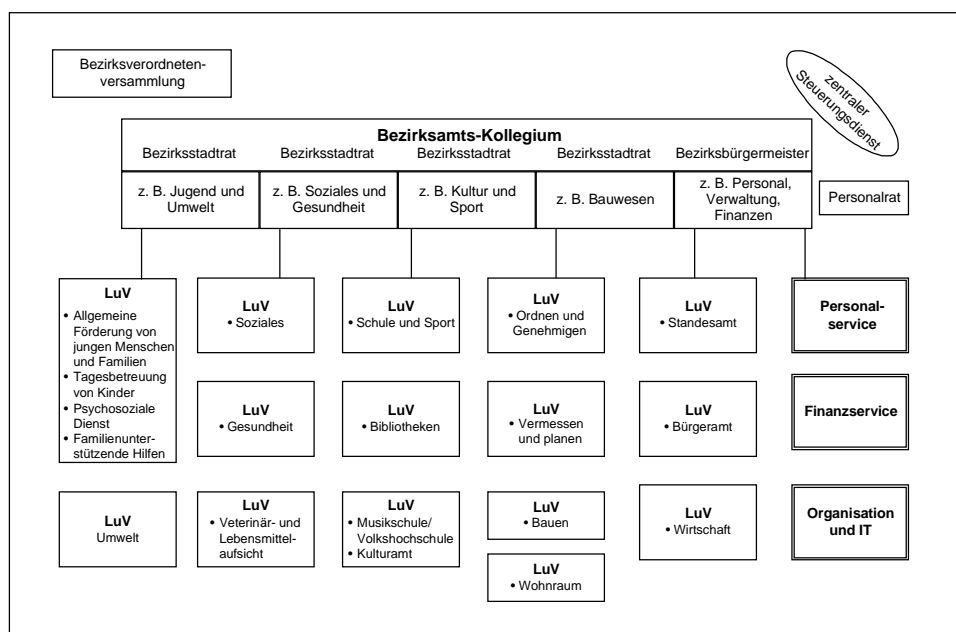 Bezirksverordneten-
versammlung
zentraler
Steuerungsdienst
Bezirksamts-Kollegium
Bezirksstadtrat
Bezirksstadtrat
Bezirksstadtrat
Bezirksstadtrat
Bezirksbürgermeister
z. B. Jugend und
Umwelt
z. B. Soziales und
Gesundheit
z. B. Kultur und
Sport
z. B. Bauwesen
z. B. Personal,
Verwaltung,
Finanzen
Personalrat
LuV
• Allgemeine
Förderung von
jungen Menschen
und Familien
• Tagesbetreuung
von Kinder
• Psychosoziale
Dienst
• Familienunter-
stützende Hilfen
LuV
• Soziales
LuV
• Schule und Sport
LuV
• Ordnen und
Genehmigen
LuV
• Standesamt
Personal-
service
LuV
• Gesundheit
LuV
• Bibliotheken
LuV
• Vermessen
und planen
LuV
• Bürgeramt
Finanzservice
LuV
Umwelt
LuV
• Veterinär- und
Lebensmittel-
aufsicht
LuV
• Musikschule/
Volkshochschule
• Kulturamt
LuV
• Bauen
LuV
• Wohnraum
LuV
• Wirtschaft
Organisation
und IT